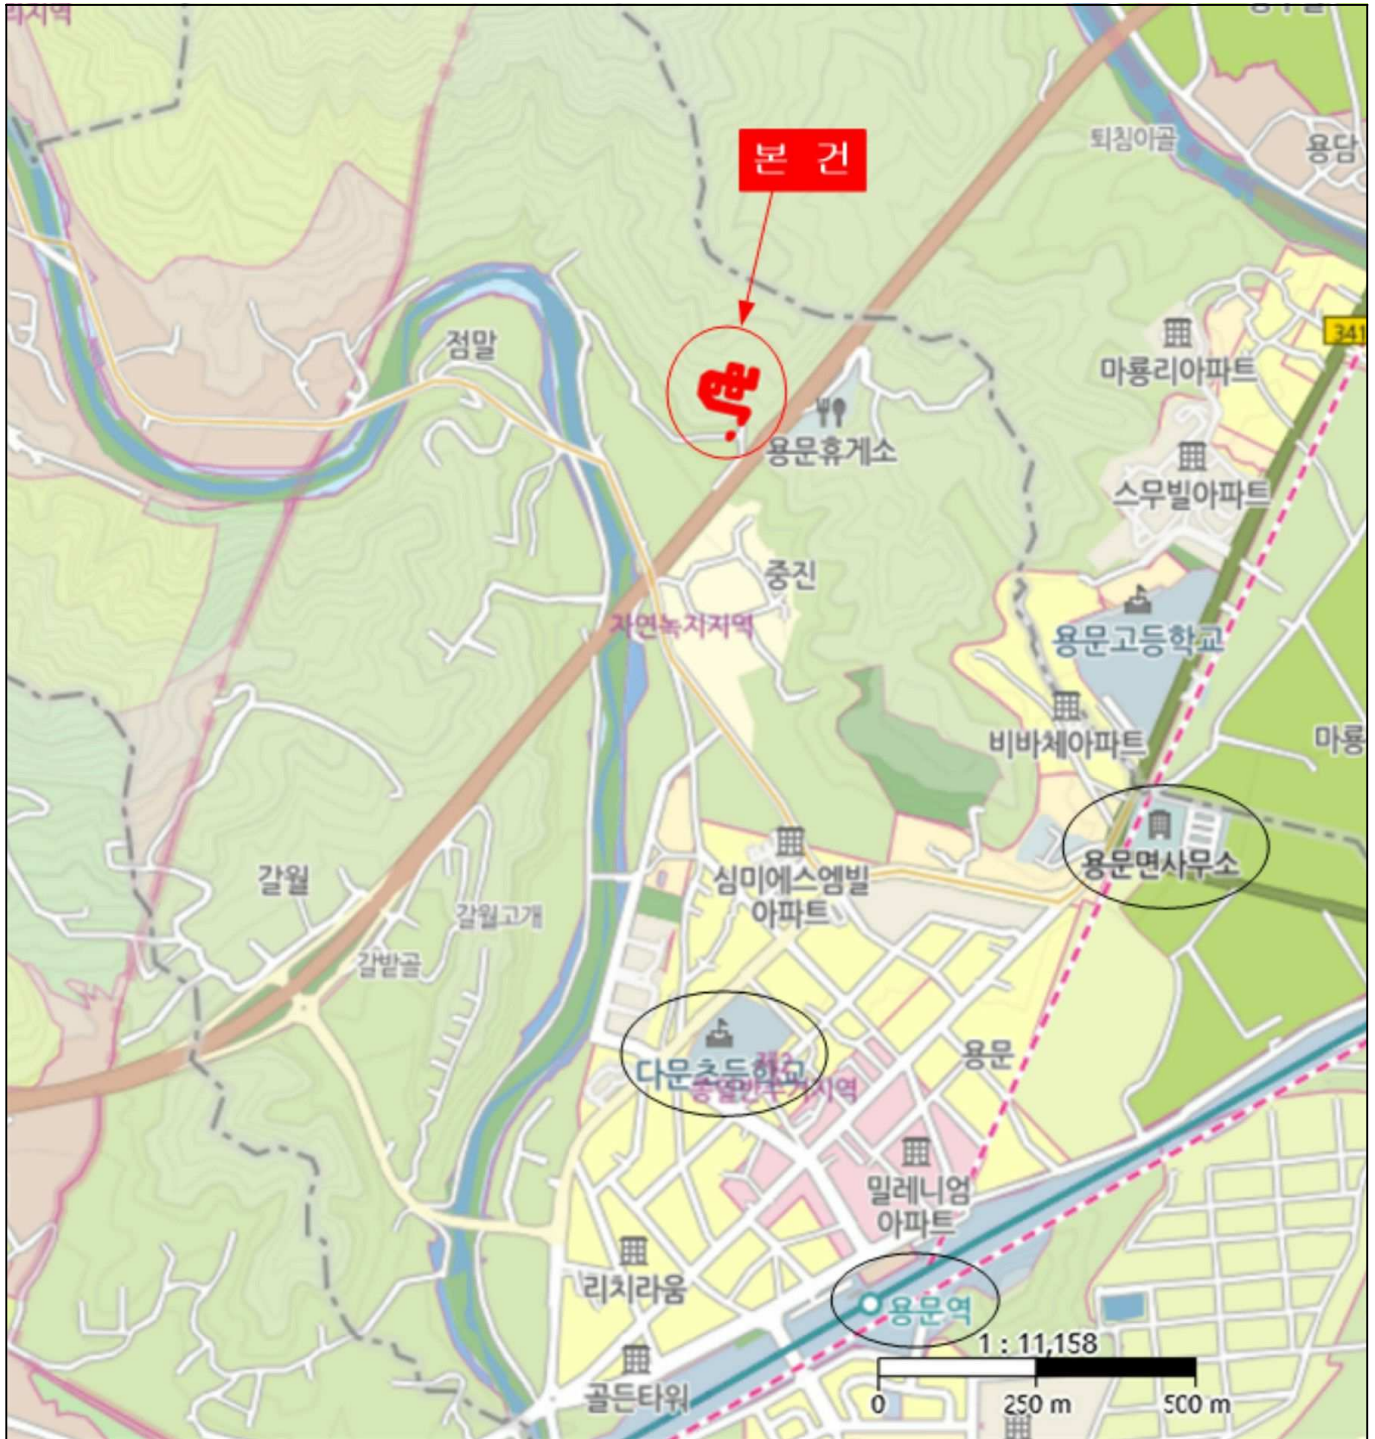 본 건
퇴침이골
용담
341
점말
마룡리아파트
용문휴게소
스무빌아파트
중진
자연녹지지역
용문고등학교
비바체아파트
마룡
심미에스엠빌
아파트
용문면사무소
갈월
갈월고개
갈밭골
다문초등학교
용문
밀레니엄
아파트
리치라움
용문역
1 : 11,158
골든타워
0 250 m 500 m